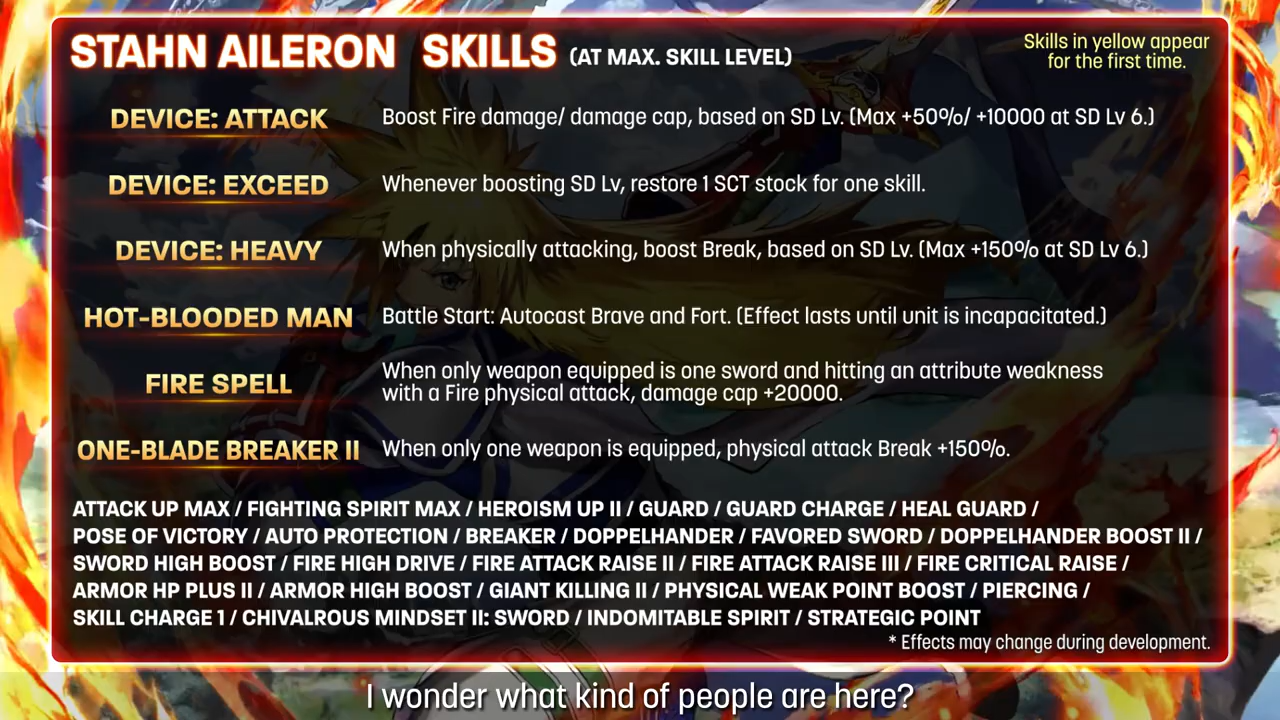 STAHN AILERON SKILLS (AT MAX. SKILL LEVEL)
Skills in yellow appear
for the first time.
DEVICE: ATTACK Boost Fire damage/ damage cap, based on SD Lv. (Max +50%/ +10000 at SD Lv 6.)
DEVICE: EXCEED Whenever boosting SD Lv, restore 1 SCT stock for one skill.
DEVICE: HEAVY When physically attacking, boost Break, based on SD Lv. (Max +150% at SD Lv 6.)
HOT-BLOODED MAN Battle Start: Autocast Brave and Fort. (Effect lasts until unit is incapacitated.)
FIRE SPELL When only weapon equipped is one sword and hitting an attribute weakness
with a Fire physical attack, damage cap +20000.
ONE-BLADE BREAKER II When only one weapon is equipped, physical attack Break +150%.
ATTACK UP MAX / FIGHTING SPIRIT MAX / HEROISM UP II / GUARD / GUARD CHARGE / HEAL GUARD /
POSE OF VICTORY / AUTO PROTECTION / BREAKER / DOPPELHANDER / FAVORED SWORD / DOPPELHANDER BOOST II /
SWORD HIGH BOOST / FIRE HIGH DRIVE / FIRE ATTACK RAISE II / FIRE ATTACK RAISE III / FIRE CRITICAL RAISE /
ARMOR HP PLUS II / ARMOR HIGH BOOST / GIANT KILLING II / PHYSICAL WEAK POINT BOOST / PIERCING /
SKILL CHARGE 1 / CHIVALROUS MINDSET II: SWORD / INDOMITABLE SPIRIT / STRATEGIC POINT
* Effects may change during development.
I wonder what kind of people are here?